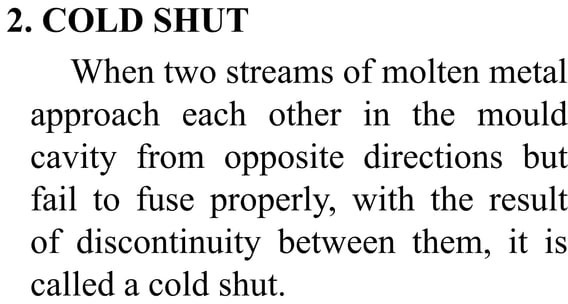 2. COLD SHUT
When two streams of molten metal
approach each other in the mould
cavity from opposite directions but
fail to fuse properly, with the result
of discontinuity between them, it is
called a cold shut.